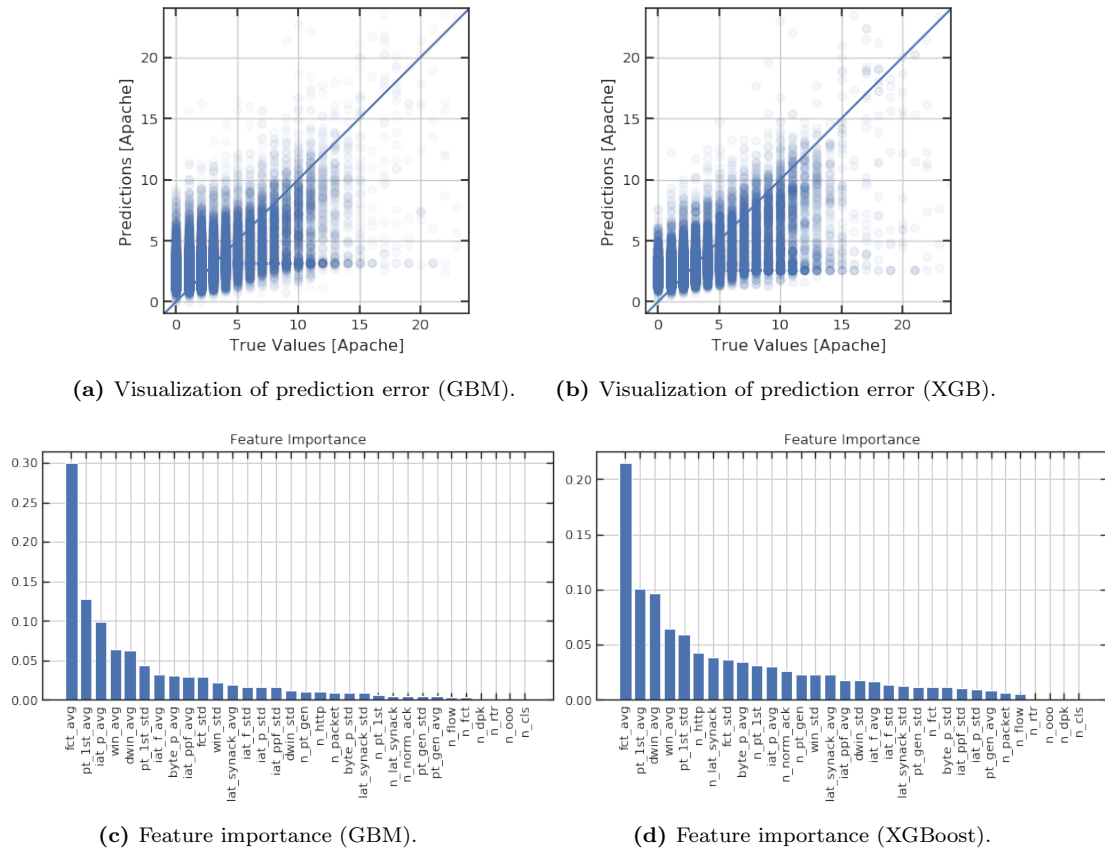 20
15
10
5
0
Predictions [Apache]
0 5 10 15 20
True Values [Apache]
20
15
10
5
0
Predictions [Apache]
0 5 10 15 20
True Values [Apache]
(a) Visualization of prediction error (GBM).
(b) Visualization of prediction error (XGB).
Feature Importance
0.30
0.25
0.20
0.15
0.10
0.05
0.00
fct_avg
pt_1st_avg
iat_p_avg
win_avg
dwin_avg
pt_1st_std
iat_f_avg
byte_p_avg
iat_ppf_avg
fct_std
win_std
lat_synack_avg
iat_f_std
iat_p_std
iat_ppf_std
dwin_std
n_pt_gen
n_http
n_packet
byte_p_std
lat_synack_std
n_pt_1st
n_lat_synack
n_norm_ack
pt_gen_std
pt_gen_avg
n_flow
n_fct
n_dpk
n_rtr
n_ooo
n_cls
Feature Importance
0.20
0.15
0.10
0.05
0.00
fct_avg
pt_1st_avg
dwin_avg
win_avg
pt_1st_std
n_http
n_lat_synack
fct_std
byte_p_avg
n_pt_1st
iat_p_avg
n_norm_ack
n_pt_gen
win_std
lat_synack_avg
iat_ppf_avg
dwin_std
iat_f_avg
iat_f_std
lat_synack_std
pt_gen_std
n_fct
byte_p_std
iat_ppf_std
iat_p_std
pt_gen_avg
n_packet
n_flow
n_rtr
n_ooo
n_dpk
n_cls
(c) Feature importance (GBM).
(d) Feature importance (XGBoost).